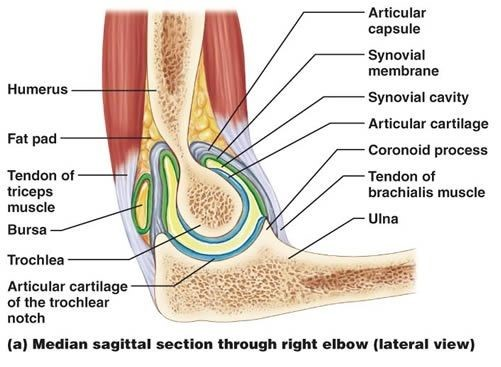 Articular
capsule
Synovial
membrane
Humerus
Synovial cavity
Articular cartilage
Fat pad
Coronoid process
Tendon of
triceps
muscle
Tendon of
brachialis muscle
Bursa
Ulna
Trochlea
Articular cartilage
of the trochlear
notch
(a) Median sagittal section through right elbow (lateral view)